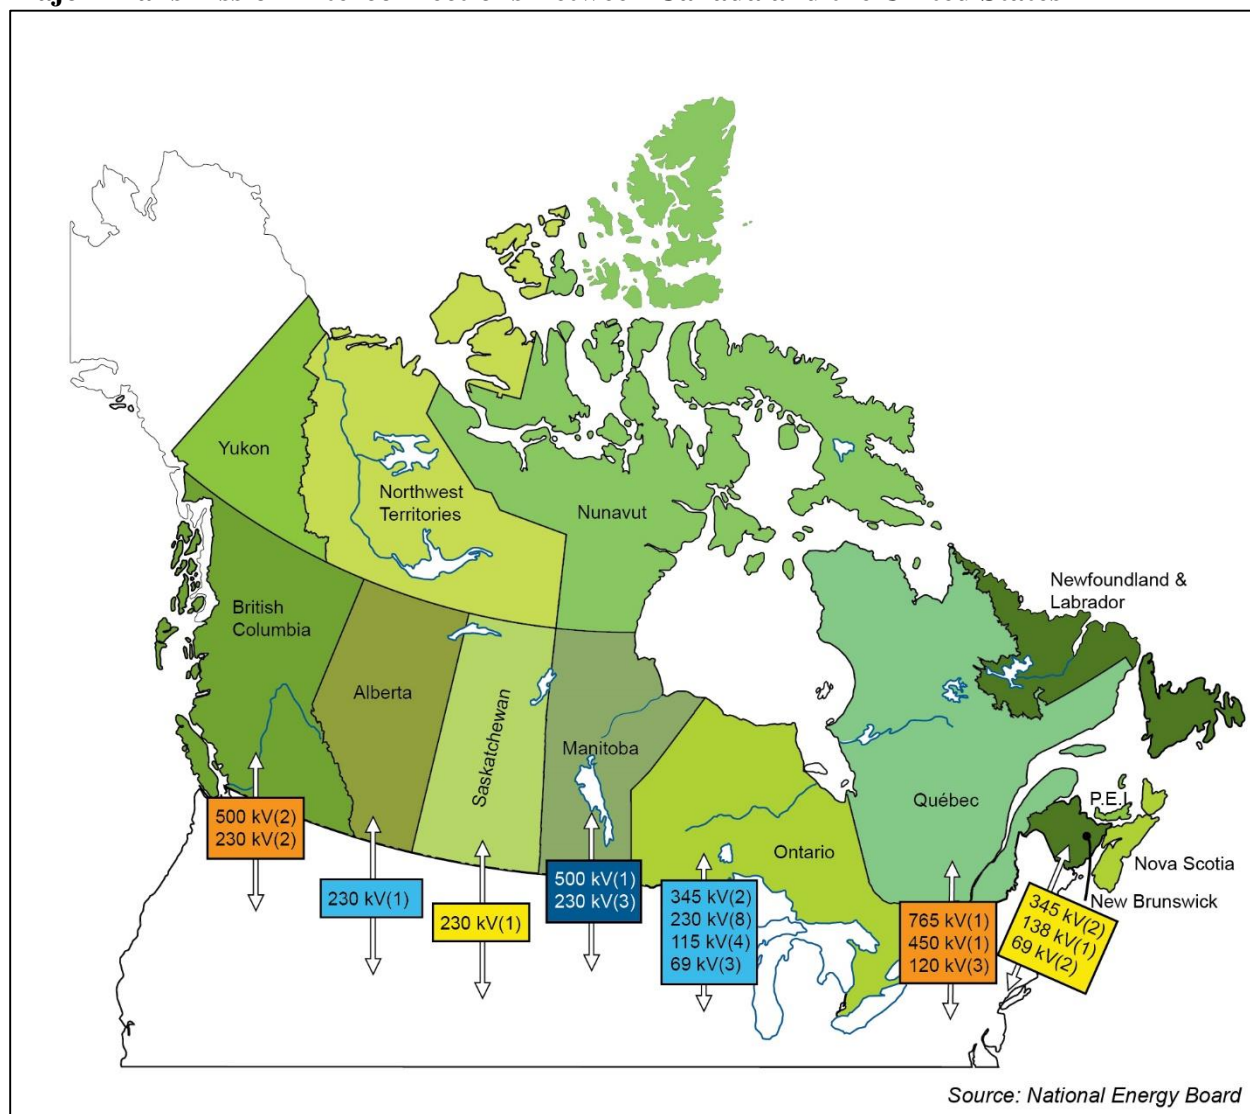 Yukon
Northwest
Territories
Nunavut
Newfoundland &
Labrador
British
Columbia
Alberta
Saskatchewan
Manitoba
Ontario
Québec
P.E.I.
Nova Scotia
New Brunswick
500 kV(2)
230 kV(2)
230 kV(1)
230 kV(1)
500 kV(1)
230 kV(3)
345 kV(2)
230 kV(8)
115 kV(4)
69 kV(3)
765 kV(1)
450 kV(1)
120 kV(3)
345 kV(2)
138 kV(1)
69 kV(2)
Source: National Energy Board